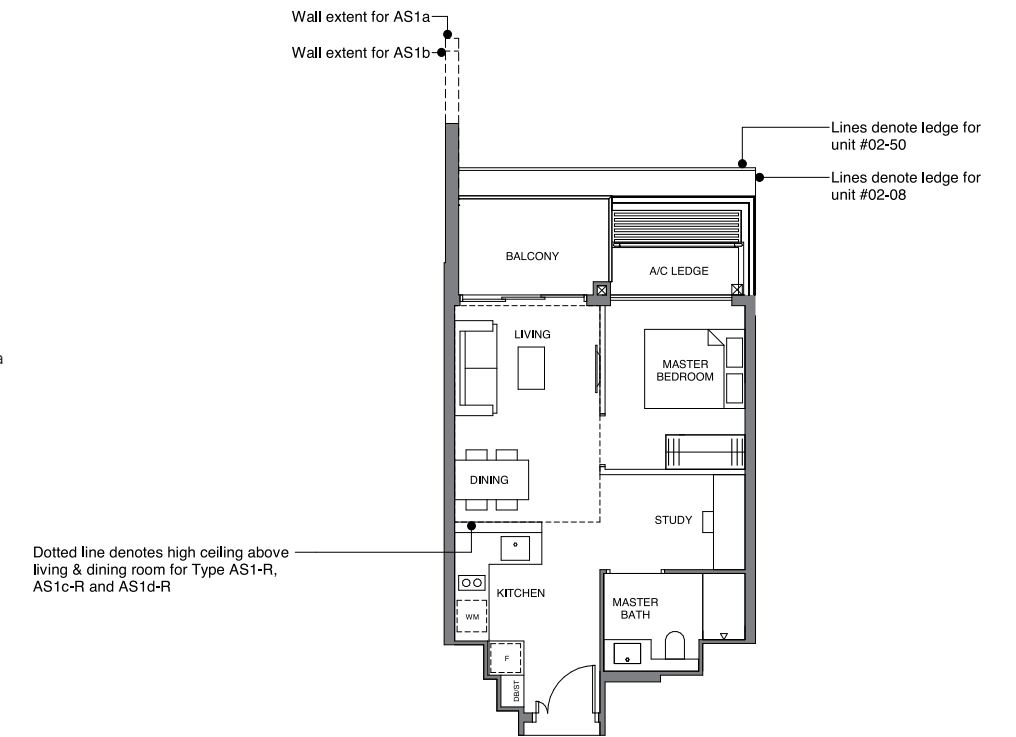 Wall extent for AS1a
Wall extent for AS1b
Lines denote ledge for
unit #02-50
Lines denote ledge for
unit #02-08
BALCONY
A/C LEDGE
LIVING
a
MASTER
BEDROOM
DINING
STUDY
Dotted line denotes high ceiling above
living & dining room for Type AS1-R,
AS1c-R and AS1d-R
KITCHEN
WM
MASTER
BATH
F
DB/ST